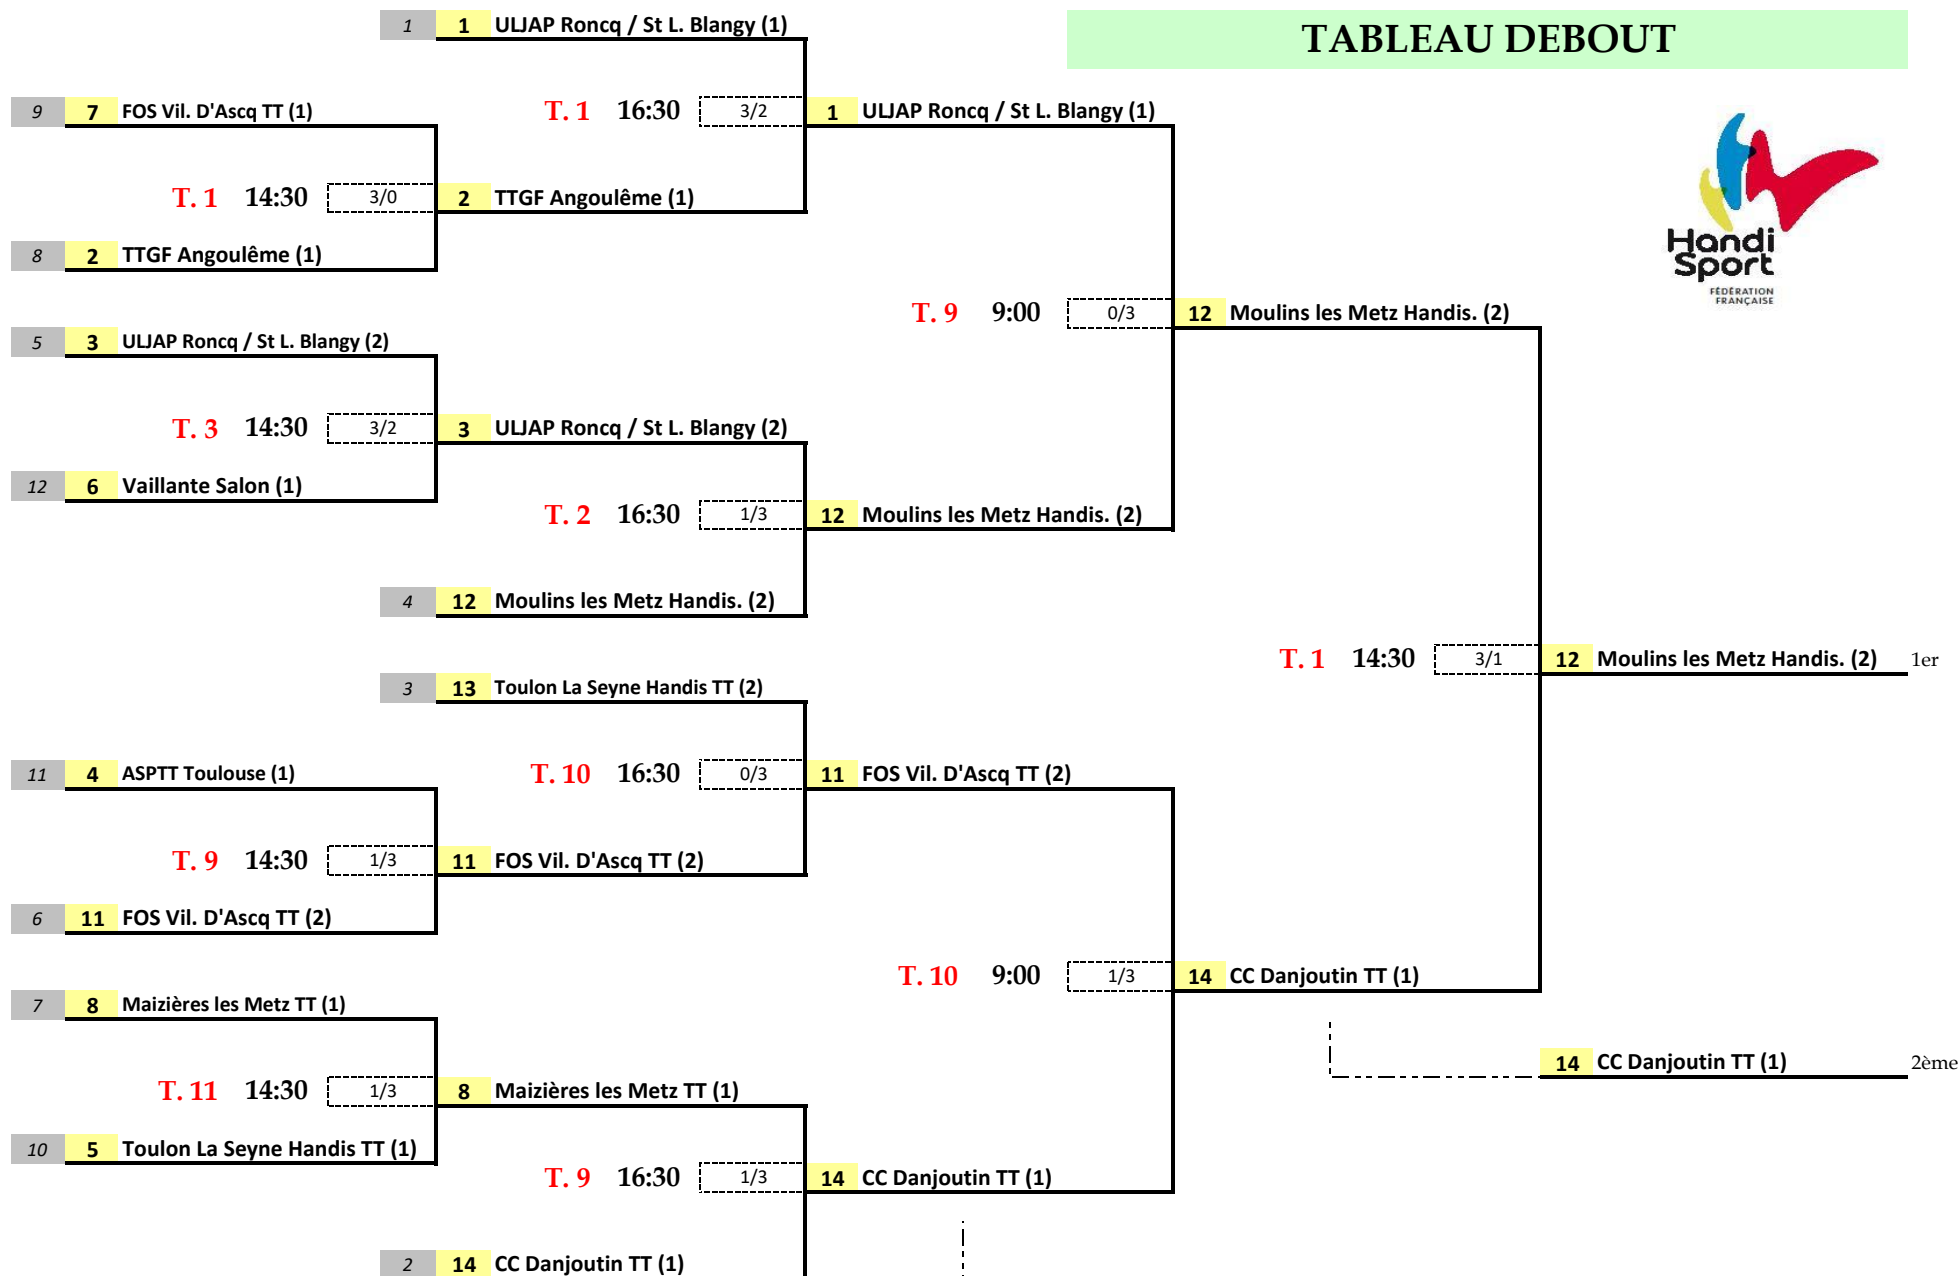 1 1 ULJAP Roncq / St L. Blangy (1)
TABLEAU DEBOUT
9 7 FOS Vil. D'Ascq TT (1)
T. 1 16:30 3/2
1 ULJAP Roncq / St L. Blangy (1)
T. 1 14:30 3/0
2 TTGF Angoulême (1)
8 2 TTGF Angoulême (1)
Handi
Sport
FÉDÉRATION
FRANÇAISE
T. 9 9:00 0/3
12 Moulins les Metz Handis. (2)
5 3 ULJAP Roncq / St L. Blangy (2)
T. 3 14:30 3/2
3 ULJAP Roncq / St L. Blangy (2)
12 6 Vaillante Salon (1)
T. 2 16:30 1/3
12 Moulins les Metz Handis. (2)
4 12 Moulins les Metz Handis. (2)
T. 1 14:30 3/1
12 Moulins les Metz Handis. (2) 1er
3 13 Toulon La Seyne Handis TT (2)
11 4 ASPTT Toulouse (1)
T. 10 16:30 0/3
11 FOS Vil. D'Ascq TT (2)
T. 9 14:30 1/3
11 FOS Vil. D'Ascq TT (2)
6 11 FOS Vil. D'Ascq TT (2)
T. 10 9:00 1/3
14 CC Danjoutin TT (1)
7 8 Maizières les Metz TT (1)
14 CC Danjoutin TT (1) 2ème
T. 11 14:30 1/3
8 Maizières les Metz TT (1)
10 5 Toulon La Seyne Handis TT (1)
T. 9 16:30 1/3
14 CC Danjoutin TT (1)
2 14 CC Danjoutin TT (1)